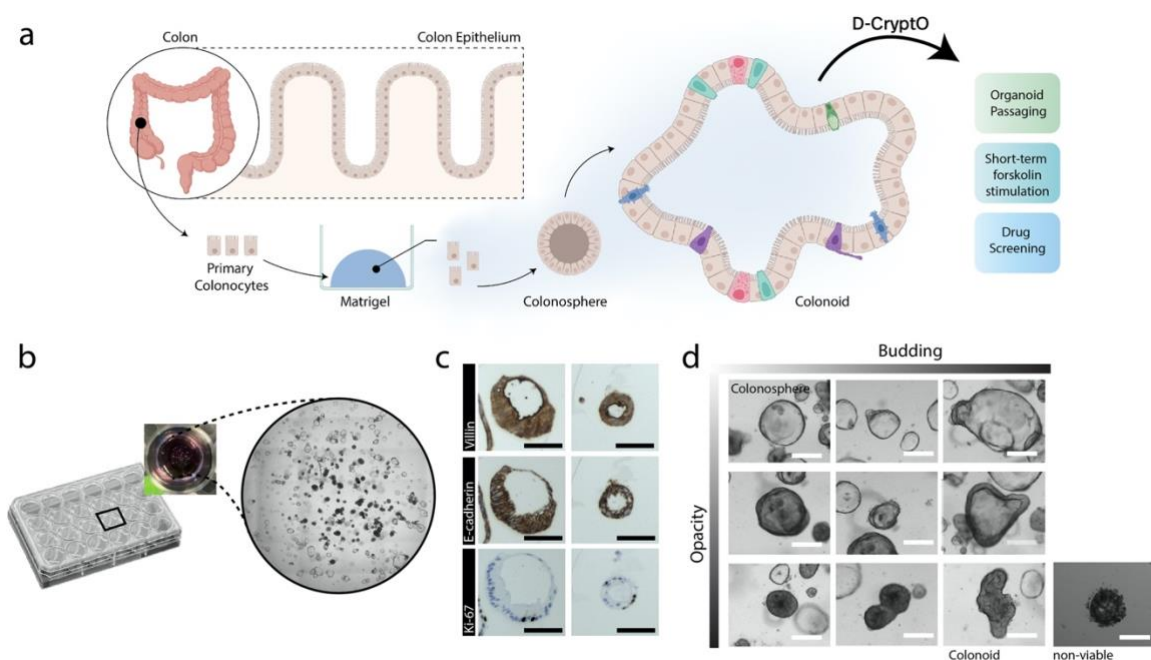 a
Colon
Colon Epithelium
D-CryptO
Organoid
Passaging
Short-term
forskolin
stimulation
Drug
Screening
Primary
Colonocytes
Matrigel
Colonosphere
Colonoid
b
c
Villin
E-cadherin
Ki-67
d
Budding
Opacity
Colonosphere
Colonoid
non-viable